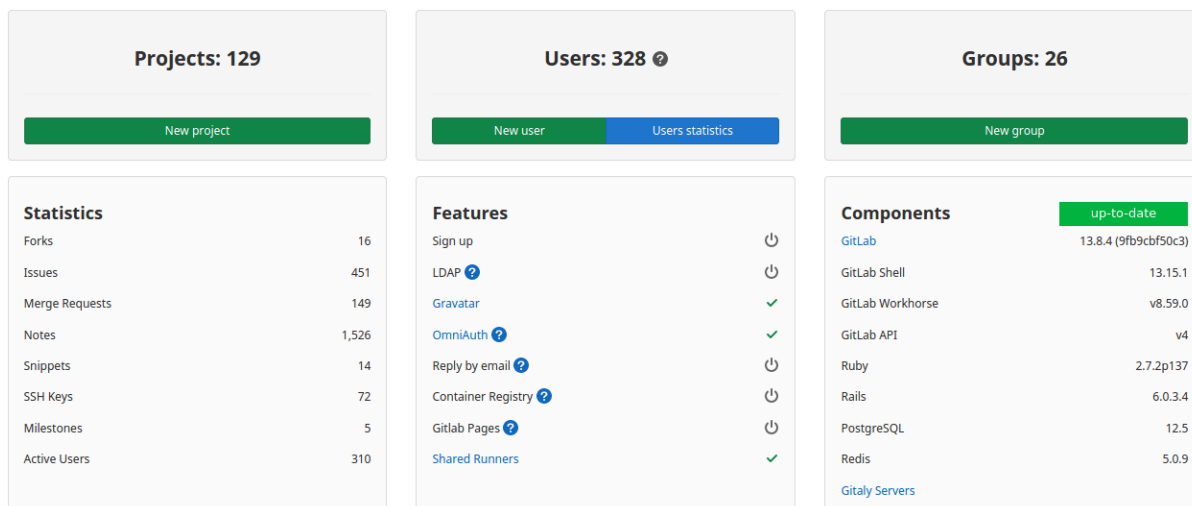 Projects: 129
New project
Users: 328
New user Users statistics
Groups: 26
New group
Statistics
Forks 16
Issues 451
Merge Requests 149
Notes 1,526
Snippets 14
SSH Keys 72
Milestones 5
Active Users 310
Features
Sign up
LDAP ?
Gravatar
OmniAuth ?
Reply by email ?
Container Registry ?
Gitlab Pages ?
Shared Runners
Components up-to-date
GitLab 13.8.4 (9fb9cbf50c3)
GitLab Shell 13.15.1
GitLab Workhorse v8.59.0
GitLab API v4
Ruby 2.7.2p137
Rails 6.0.3.4
PostgreSQL 12.5
Redis 5.0.9
Gitaly Servers